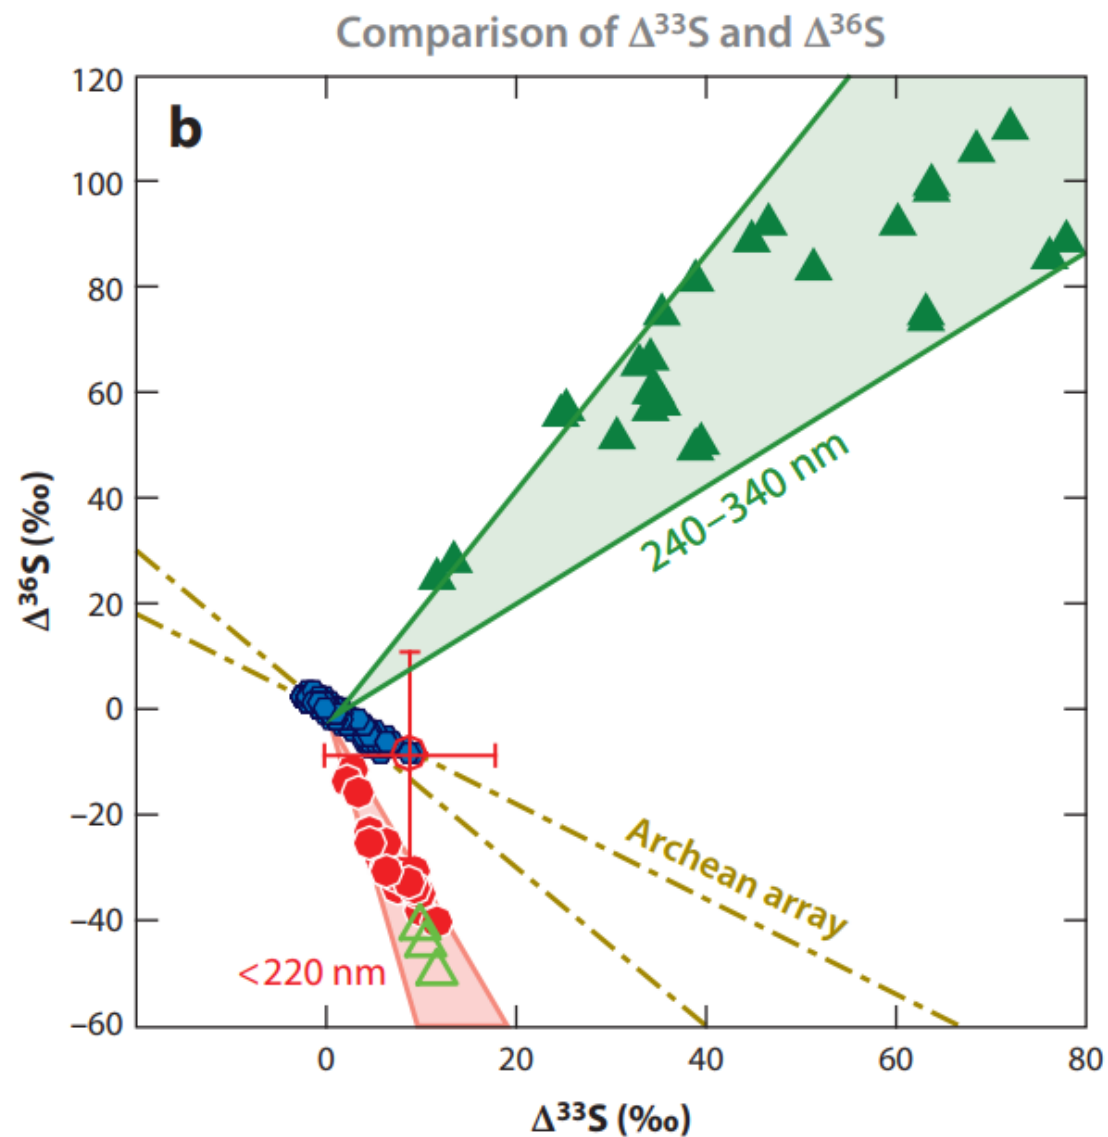 Comparison of Δ³³S and Δ³⁶S
b
120
100
80
60
40
20
0
–20
–40
–60
Δ³⁶S (‰)
240–340 nm
Archean array
<220 nm
0
20
40
60
80
Δ³³S (‰)